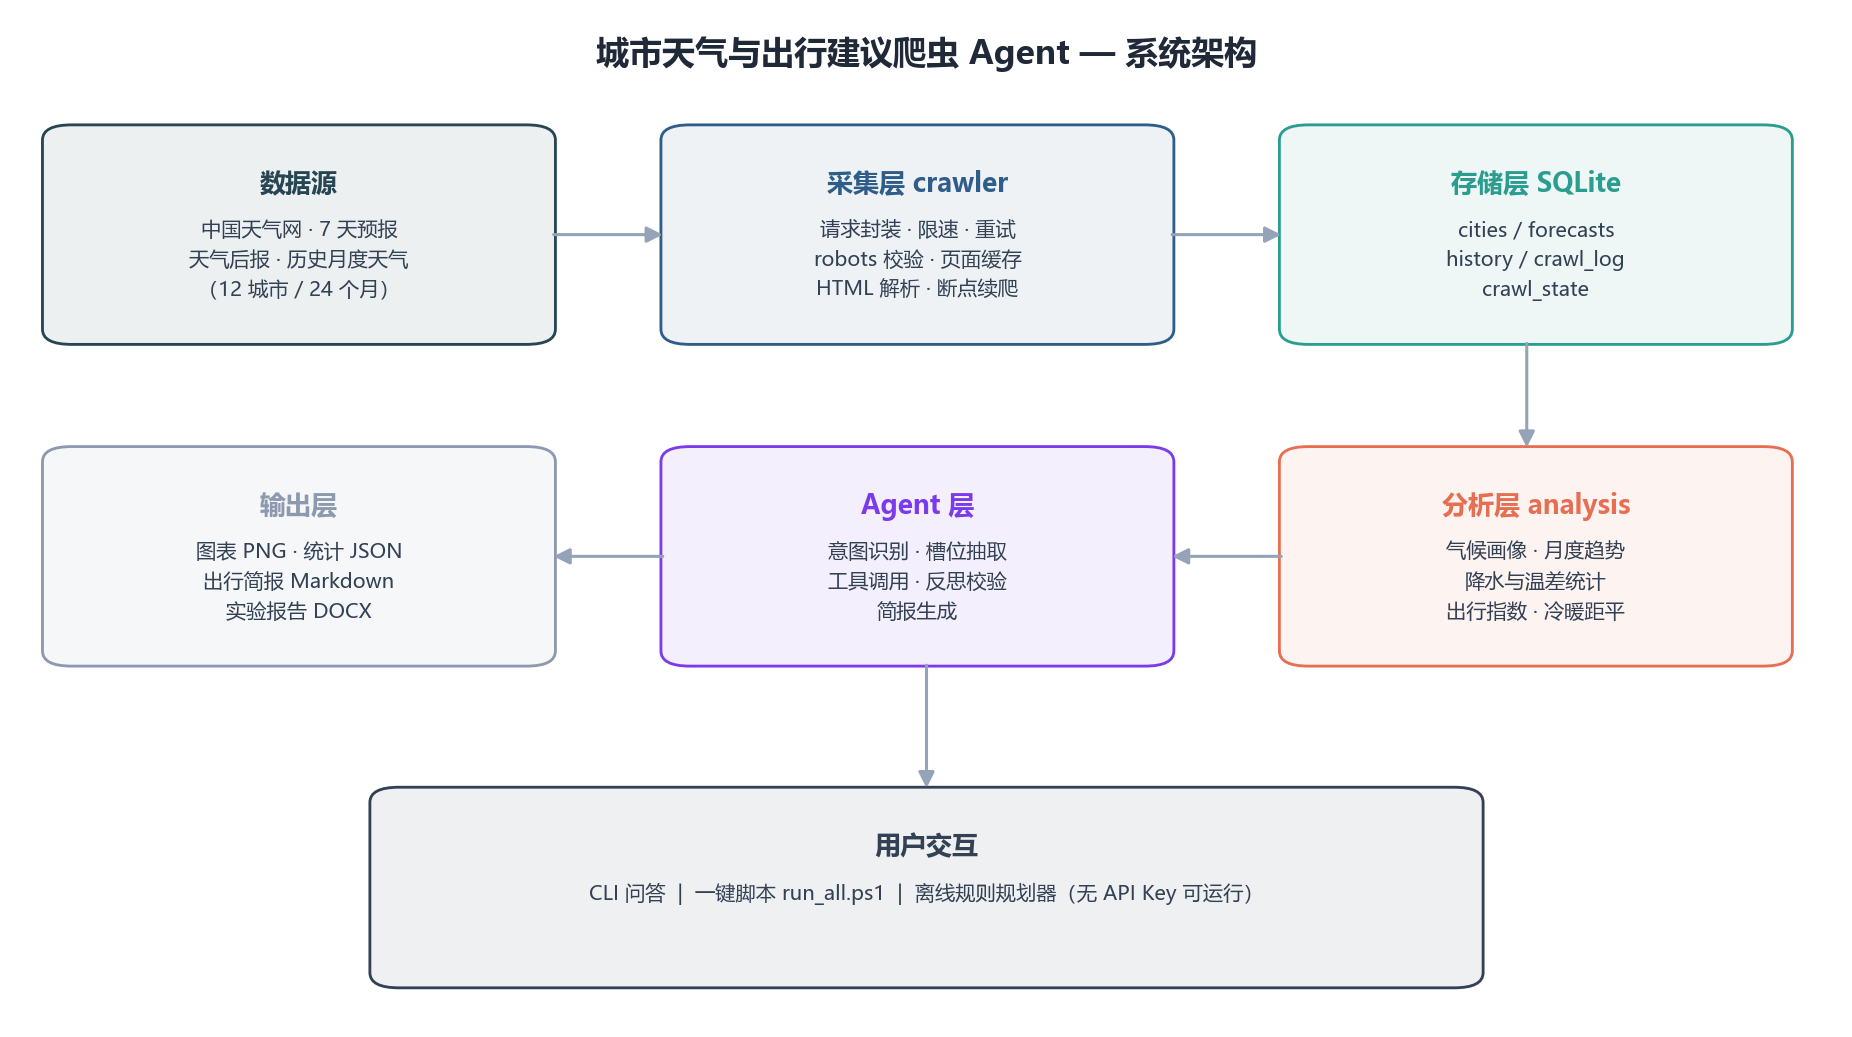 城市天气与出行建议爬虫 Agent — 系统架构
数据源
中国天气网 · 7 天预报
天气后报 · 历史月度天气
（12 城市 / 24 个月）
采集层 crawler
请求封装 · 限速 · 重试
robots 校验 · 页面缓存
HTML 解析 · 断点续爬
存储层 SQLite
cities / forecasts
history / crawl_log
crawl_state
输出层
图表 PNG · 统计 JSON
出行简报 Markdown
实验报告 DOCX
Agent 层
意图识别 · 槽位抽取
工具调用 · 反思校验
简报生成
分析层 analysis
气候画像 · 月度趋势
降水与温差统计
出行指数 · 冷暖距平
用户交互
CLI 问答 | 一键脚本 run_all.ps1 | 离线规则规划器（无 API Key 可运行）